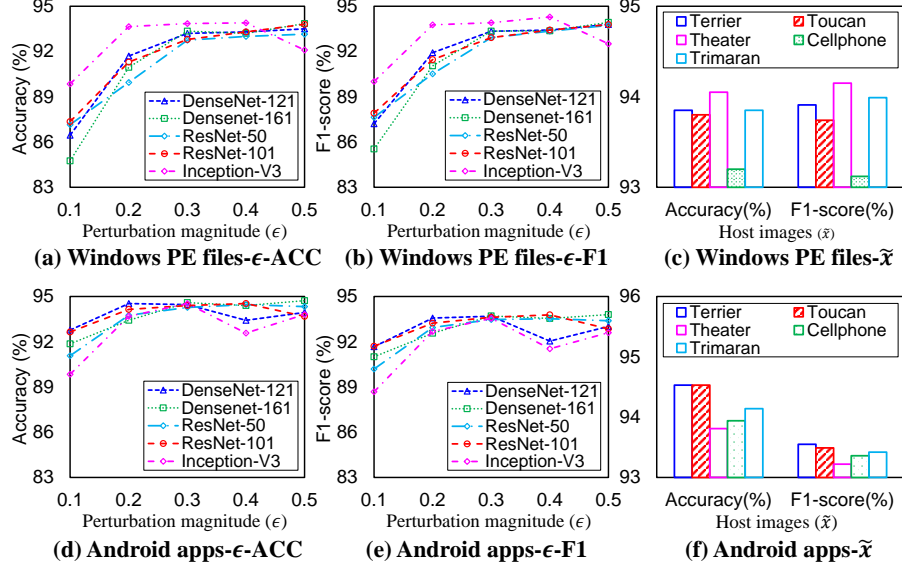 Accuracy (%)
95
92
89
86
83
DenseNet-121
Densenet-161
ResNet-50
ResNet-101
Inception-V3
0.1 0.2 0.3 0.4 0.5
Perturbation magnitude (ϵ)
(a) Windows PE files-ϵ-ACC
F1-score (%)
95
92
89
86
83
DenseNet-121
Densenet-161
ResNet-50
ResNet-101
Inception-V3
0.1 0.2 0.3 0.4 0.5
Perturbation magnitude (ϵ)
(b) Windows PE files-ϵ-F1
95
94
93
Terrier Toucan
Theater Cellphone
Trimaran
Accuracy(%) F1-score(%)
Host images (x̃)
(c) Windows PE files-x̃
Accuracy (%)
95
92
89
86
83
DenseNet-121
Densenet-161
ResNet-50
ResNet-101
Inception-V3
0.1 0.2 0.3 0.4 0.5
Perturbation magnitude (ϵ)
(d) Android apps-ϵ-ACC
F1-score (%)
95
92
89
86
83
DenseNet-121
Densenet-161
ResNet-50
ResNet-101
Inception-V3
0.1 0.2 0.3 0.4 0.5
Perturbation magnitude (ϵ)
(e) Android apps-ϵ-F1
96
95
94
93
Terrier Toucan
Theater Cellphone
Trimaran
Accuracy(%) F1-score(%)
Host images (x̃)
(f) Android apps-x̃